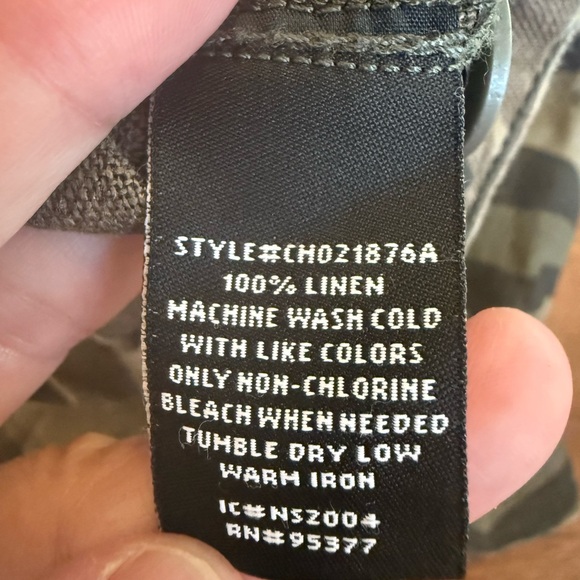 STYLE#CH021876A
100% LINEN
MACHINE WASH COLD
WITH LIKE COLORS
ONLY NON-CHLORINE
BLEACH WHEN NEEDED
TUMBLE DRY LOW
WARM IRON
IC#NS2004
RN#95377